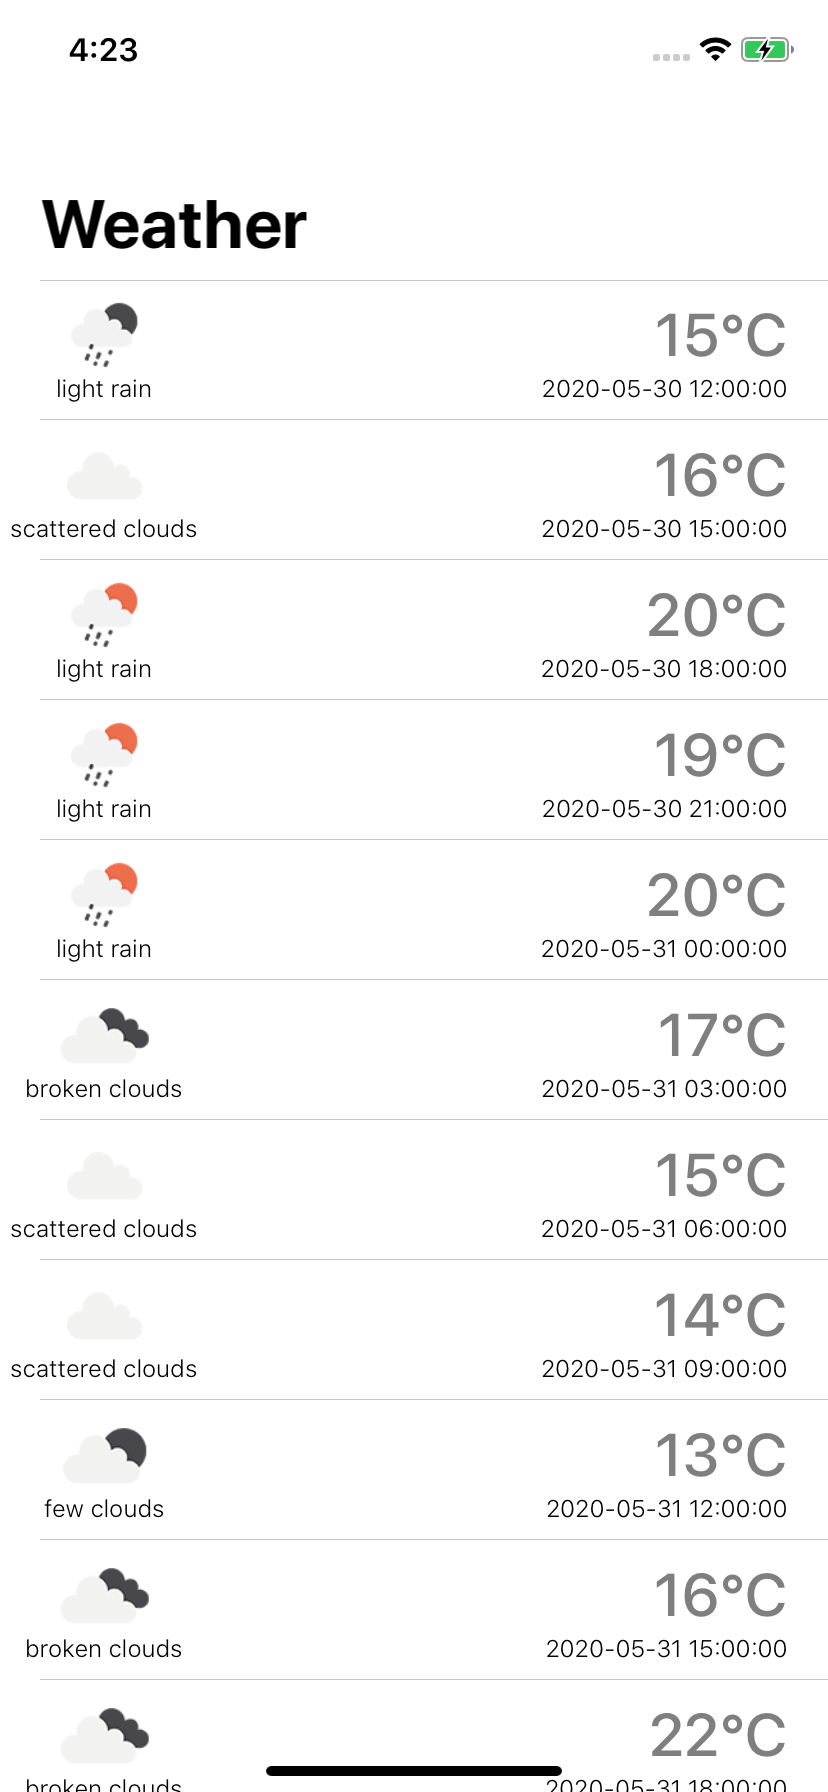 4:23
Weather
15°C
light rain 2020-05-30 12:00:00
16°C
scattered clouds 2020-05-30 15:00:00
20°C
light rain 2020-05-30 18:00:00
19°C
light rain 2020-05-30 21:00:00
20°C
light rain 2020-05-31 00:00:00
17°C
broken clouds 2020-05-31 03:00:00
15°C
scattered clouds 2020-05-31 06:00:00
14°C
scattered clouds 2020-05-31 09:00:00
13°C
few clouds 2020-05-31 12:00:00
16°C
broken clouds 2020-05-31 15:00:00
22°C
broken clouds 2020-05-31 18:00:00